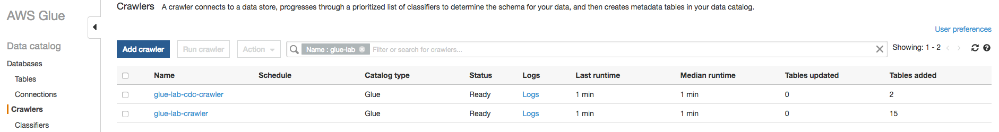 AWS Glue
Data catalog
Databases
Tables
Connections
Crawlers
Classifiers
Crawlers A crawler connects to a data store, progresses through a prioritized list of classifiers to determine the schema for your data, and then creates metadata tables in your data catalog.
User preferences
Add crawler Run crawler Action Name : glue-lab Filter or search for crawlers... Showing: 1 - 2
Name Schedule Catalog type Status Logs Last runtime Median runtime Tables updated Tables added
glue-lab-cdc-crawler Glue Ready Logs 1 min 1 min 0 2
glue-lab-crawler Glue Ready Logs 1 min 1 min 0 15